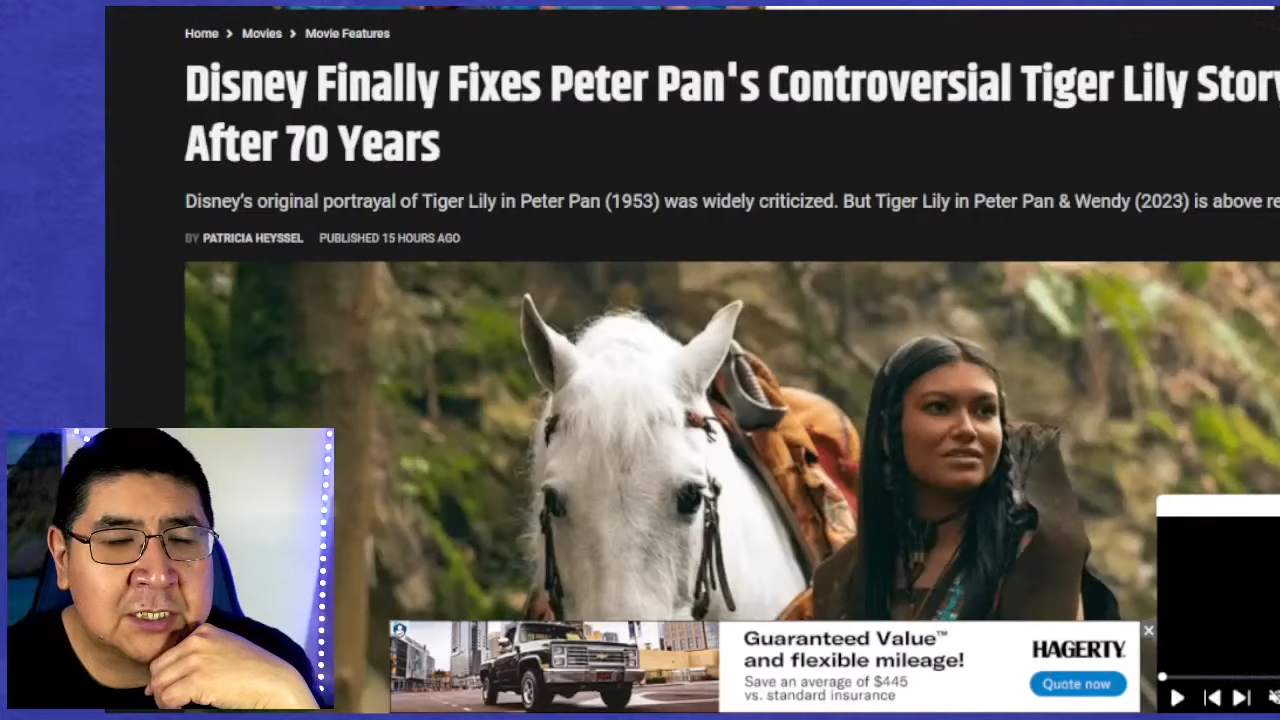 Home > Movies > Movie Features
Disney Finally Fixes Peter Pan's Controversial Tiger Lily
After 70 Years
Disney's original portrayal of Tiger Lily in Peter Pan (1953) was widely criticized. But Tiger Lily in Peter Pan & Wendy (2023) is above
BY PATRICIA HEYSSEL PUBLISHED 15 HOURS AGO
Guaranteed Value™
and flexible mileage!
Save an average of $445
vs. standard insurance
HAGERTY
Quote now